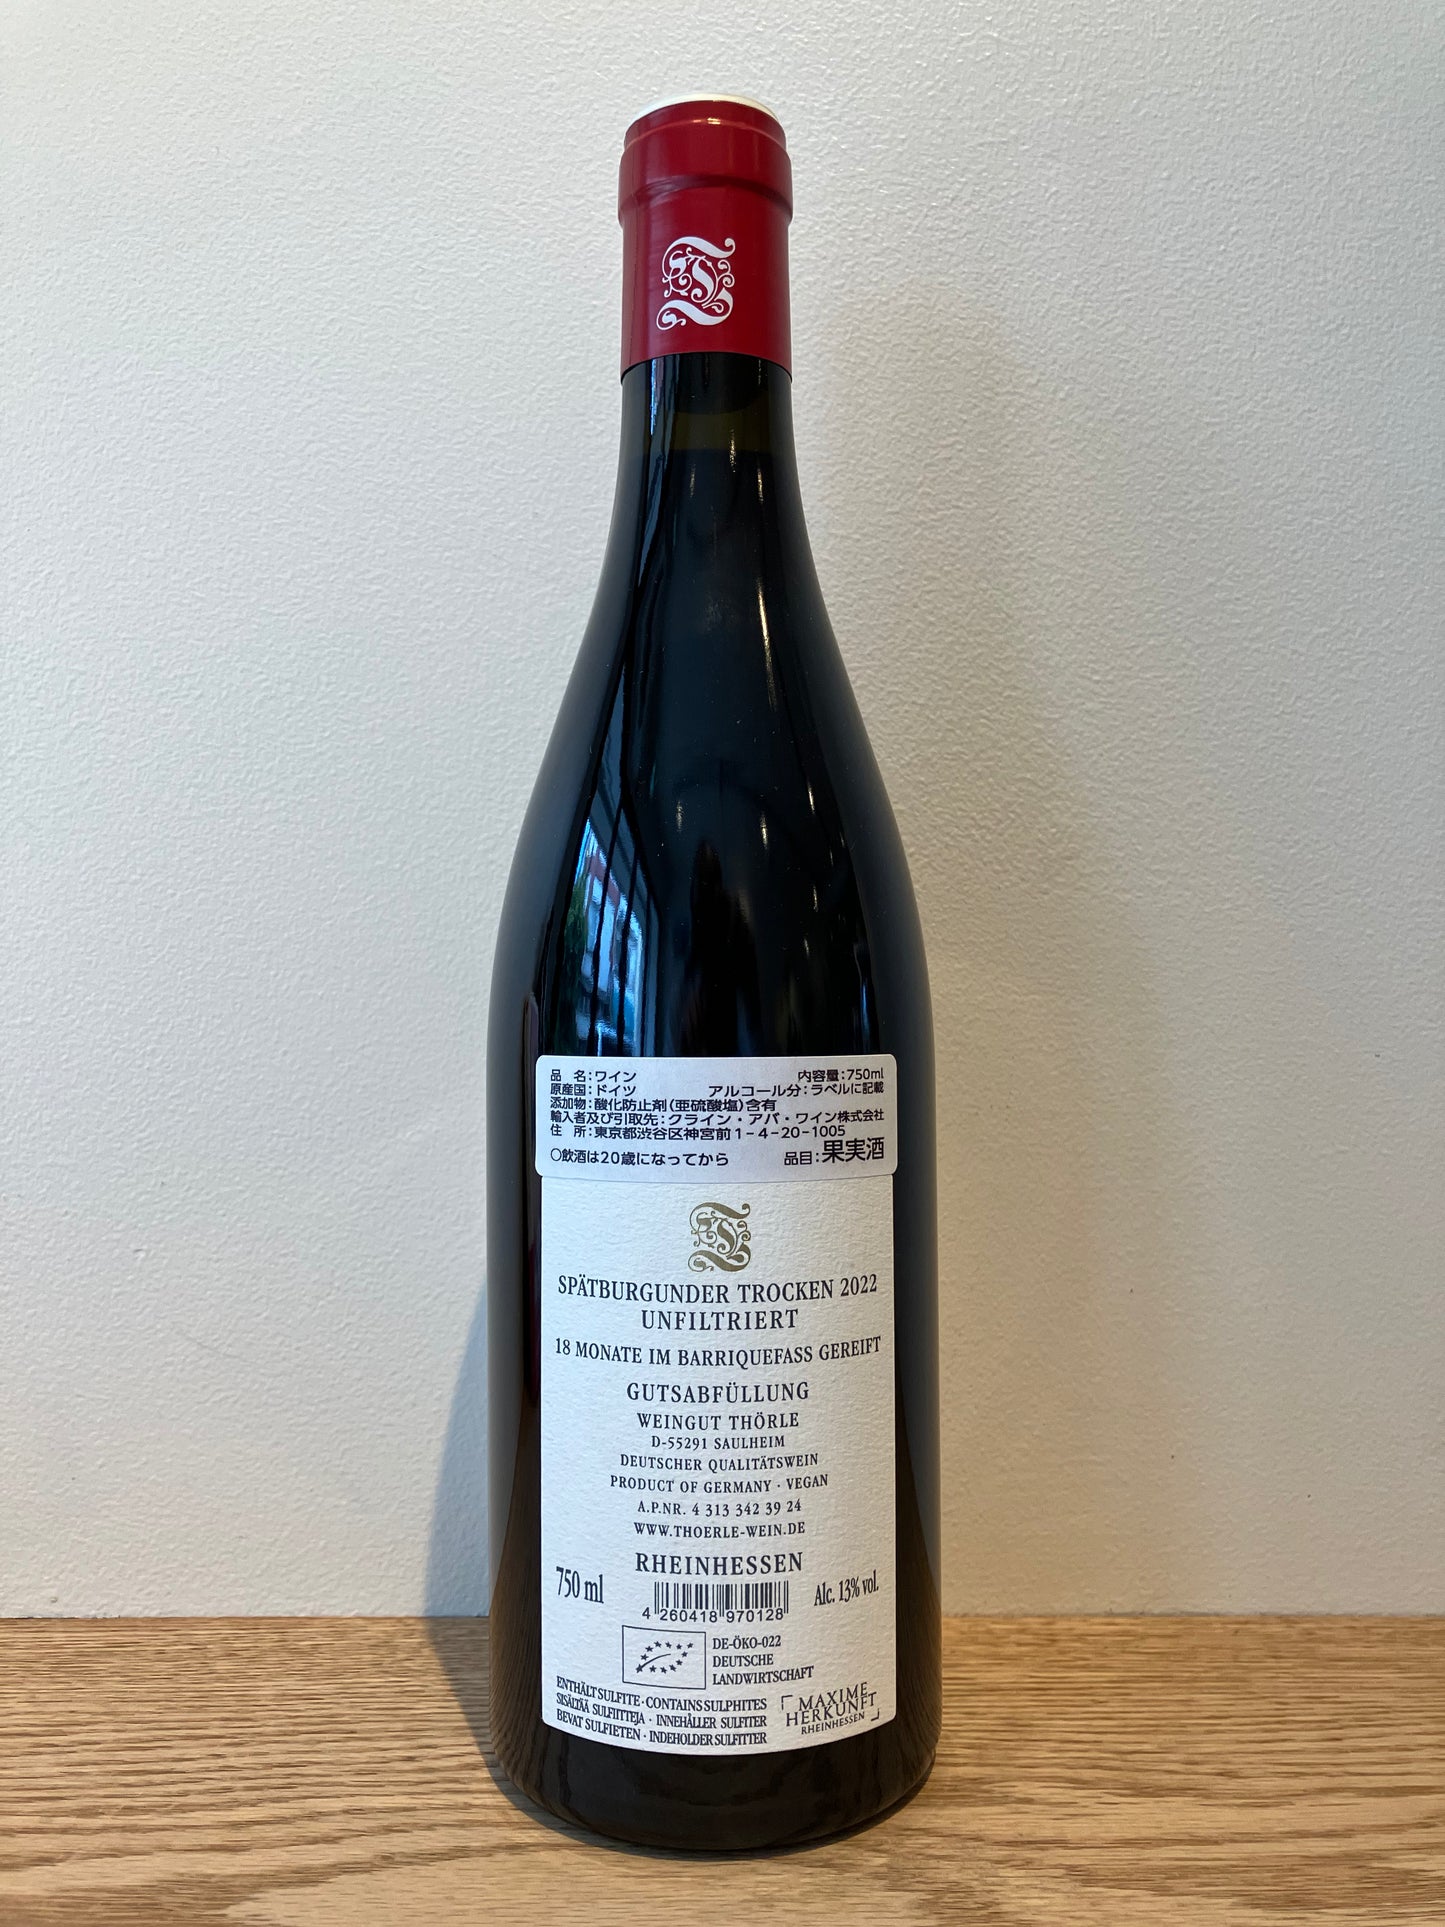 品　名：ワイン　内容量：750ml
原産国：ドイツ　アルコール分：ラベルに記載
添加物：酸化防止剤（亜硫酸塩）含有
輸入者及び引取先：クライン・アバ・ワイン株式会社
住　所：東京都渋谷区神宮前1-4-20-1005
○飲酒は20歳になってから　品目：果実酒
SPÄTBURGUNDER TROCKEN 2022
UNFILTRIERT
18 MONATE IM BARRIQUEFASS GEREIFT
GUTSABFÜLLUNG
WEINGUT THÖRLE
D-55291 SAULHEIM
DEUTSCHER QUALITÄTSWEIN
PRODUCT OF GERMANY · VEGAN
A.P.NR. 4 313 342 39 24
WWW.THOERLE-WEIN.DE
RHEINHESSEN
750 ml
4 260418 970128
Alc. 13% vol.
DE-ÖKO-022
DEUTSCHE
LANDWIRTSCHAFT
ENTHÄLT SULFITE · CONTAINS SULPHITES
SISÄLTÄÄ SULFIITTEJA · INNEHÅLLER SULFITER
BEVAT SULFIETEN · INDEHOLDER SULFITTER
MAXIME
HERKUNFT
RHEINHESSEN